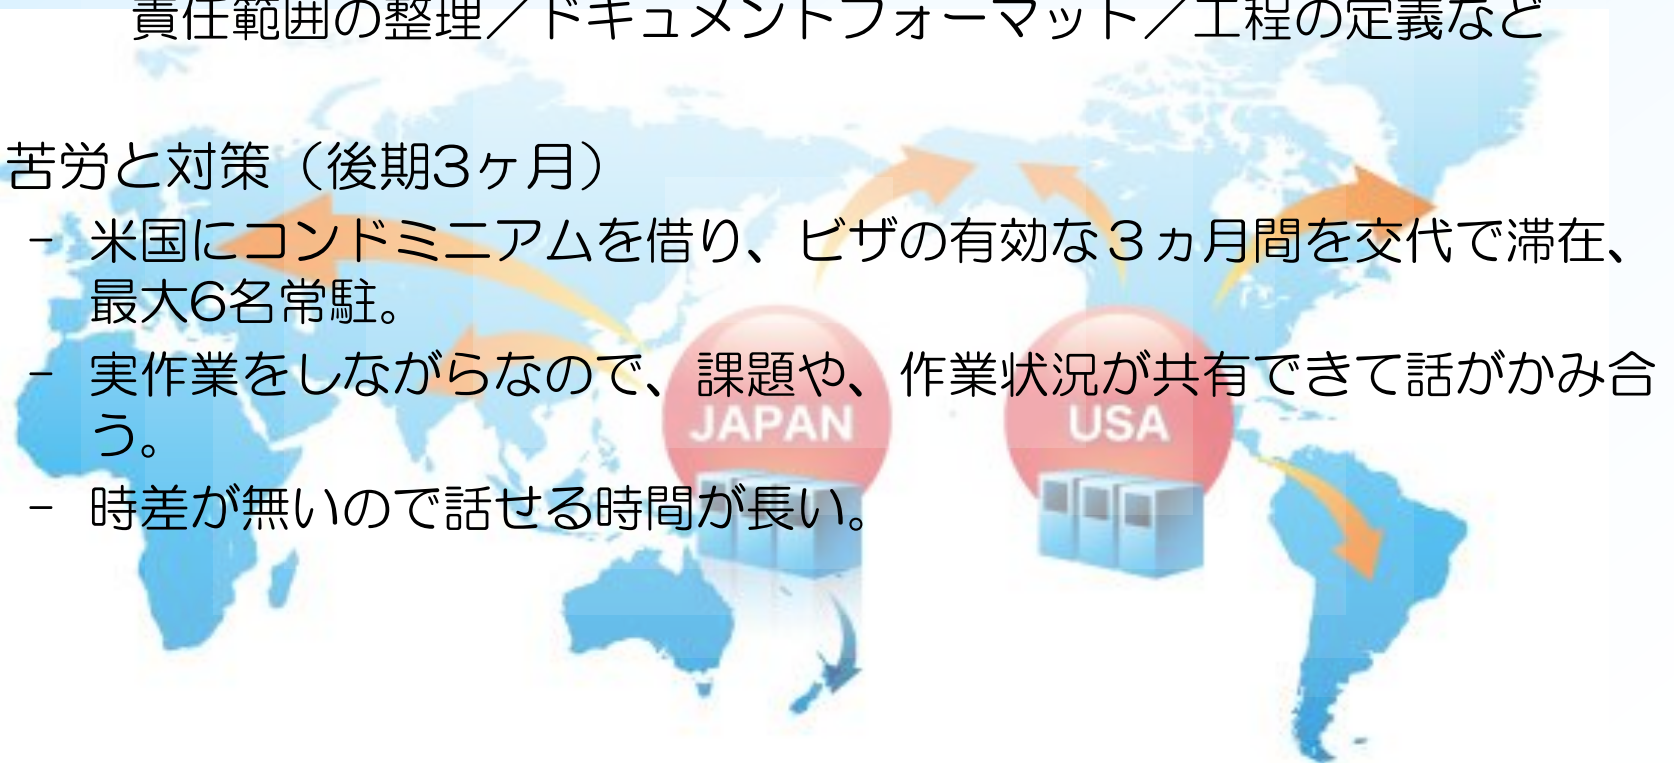 責任範囲の整理／ドキュメントフォーマット／工程の定義など
苦労と対策（後期3ヶ月）
– 米国にコンドミニアムを借り、ビザの有効な３ヵ月間を交代で滞在、
最大6名常駐。
– 実作業をしながらなので、課題や、作業状況が共有できて話がかみ合
う。
– 時差が無いので話せる時間が長い。
JAPAN
USA